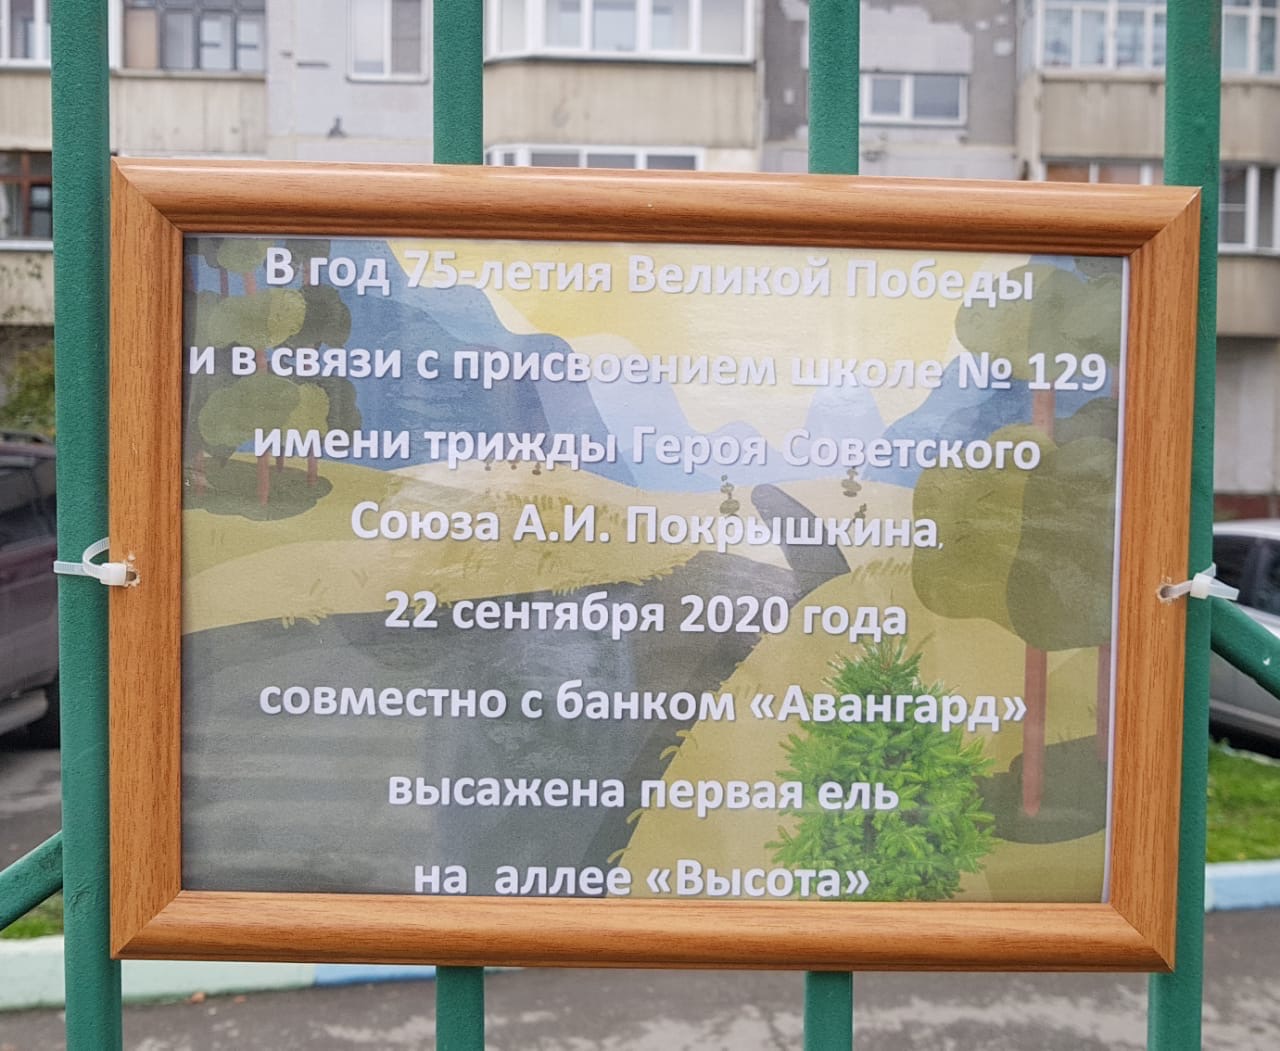 В год 75-летия Великой Победы
и в связи с присвоением школе № 129
имени трижды Героя Советского
Союза А.И. Покрышкина,
22 сентября 2020 года
совместно с банком «Авангард»
высажена первая ель
на аллее «Высота»